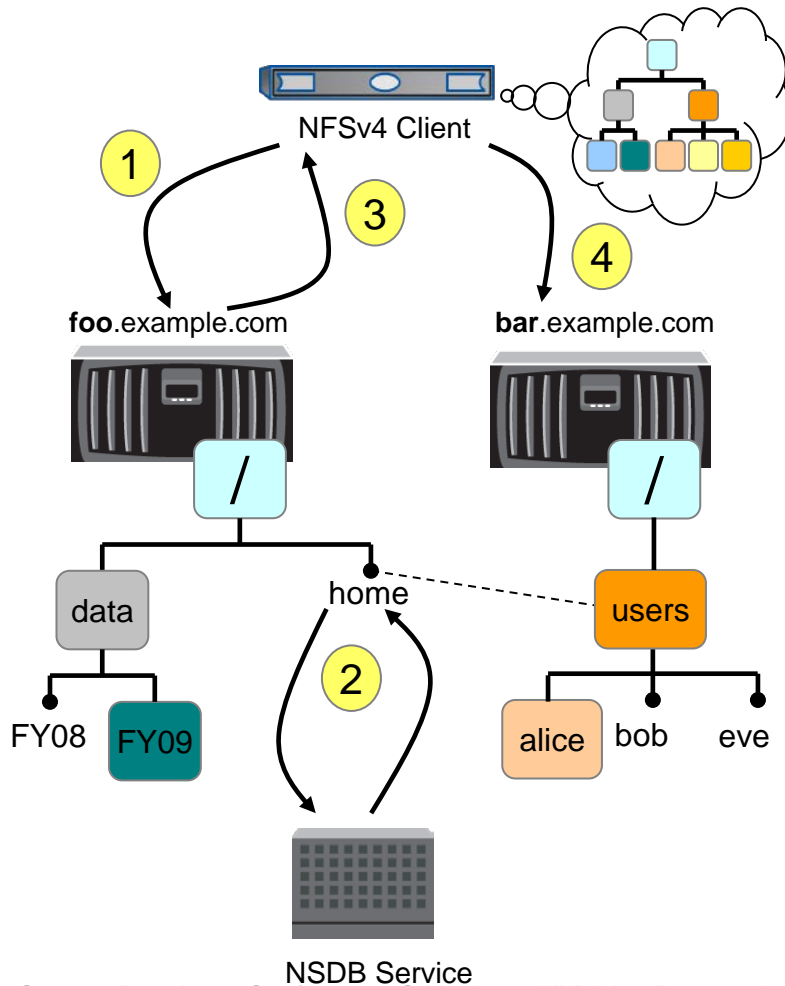 NFSv4 Client
1
3
4
foo.example.com
bar.example.com
/
/
data
home
users
2
FY08
FY09
alice
bob
eve
NSDB Service